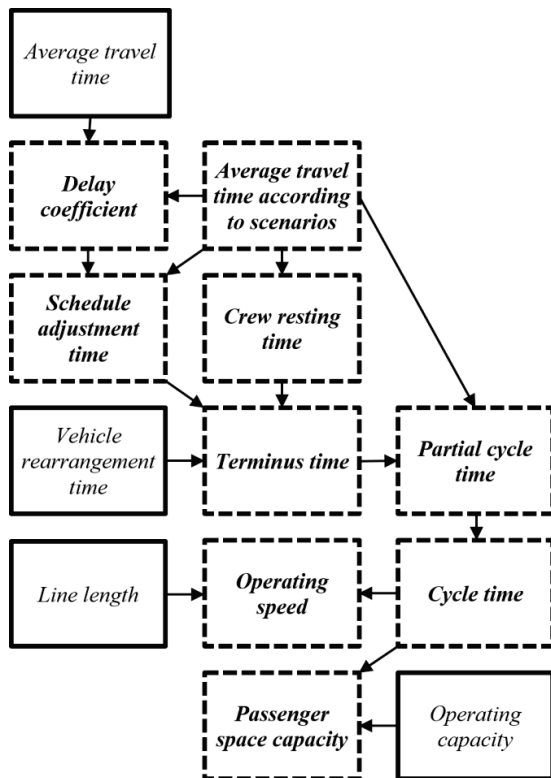 Average travel
time
Delay
coefficient
Average travel
time according
to scenarios
Schedule
adjustment
time
Crew resting
time
Vehicle
rearrangement
time
Terminus time
Partial cycle
time
Line length
Operating
speed
Cycle time
Passenger
space capacity
Operating
capacity